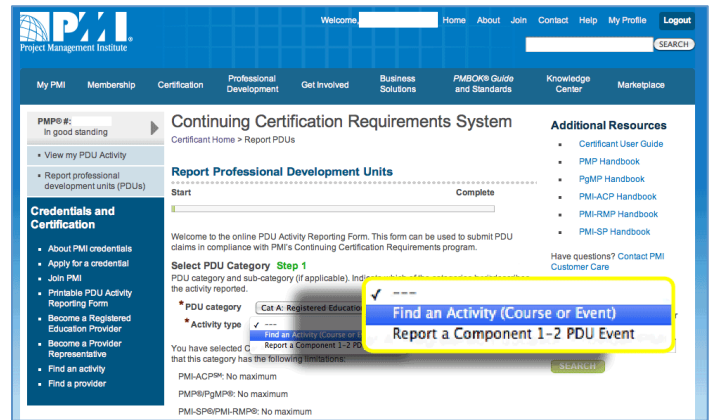 PMI®
Project Management Institute
Welcome,
Home About Join Contact Help My Profile Logout
SEARCH
My PMI Membership Certification Professional Development Get Involved Business Solutions PMBOK® Guide and Standards Knowledge Center Marketplace
PMP® #:
In good standing
View my PDU Activity
Report professional
development units (PDUs)
Credentials and
Certification
About PMI credentials
Apply for a credential
Join PMI
Printable PDU Activity
Reporting Form
Become a Registered
Education Provider
Become a Provider
Representative
Find an activity
Find a provider
Continuing Certification Requirements System
Certificant Home > Report PDUs
Report Professional Development Units
Start Complete
Welcome to the online PDU Activity Reporting Form. This form can be used to submit PDU
claims in compliance with PMI's Continuing Certification Requirements program.
Select PDU Category Step 1
PDU category and sub-category (if applicable).
the activity reported.
*PDU category Cat A: Registered Education
*Activity type ✓ ---
Find an Activity (Course or E
Report a Component 1-2 PD
You have selected C
that this category has the following limitations:
PMI-ACP℠: No maximum
PMP®/PgMP®: No maximum
PMI-SP®/PMI-RMP®: No maximum
✓ ---
Find an Activity (Course or Event)
Report a Component 1-2 PDU Event
SEARCH
Additional Resources
Certificant User Guide
PMP Handbook
PgMP Handbook
PMI-ACP Handbook
PMI-RMP Handbook
PMI-SP Handbook
Have questions? Contact PMI
Customer Care